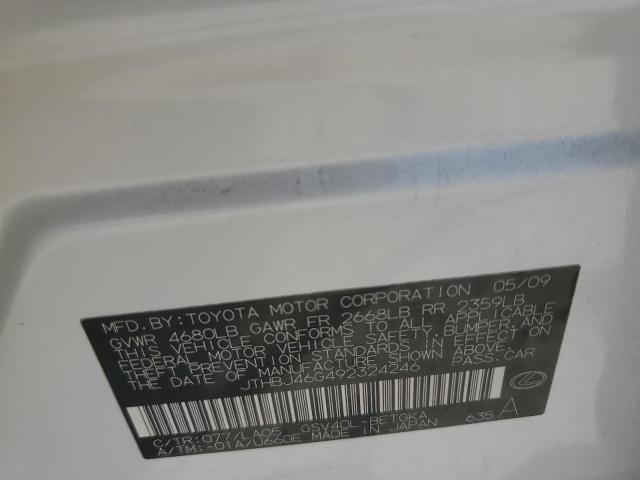 MFD.BY:TOYOTA MOTOR CORPORATION 05/09
GVWR 4680LB GAWR FR 2668LB RR 2359LB
THIS VEHICLE CONFORMS TO ALL APPLICABLE
FEDERAL MOTOR VEHICLE SAFETY, BUMPER, AND
THEFT PREVENTION STANDARDS IN EFFECT ON
THE DATE OF MANUFACTURE SHOWN ABOVE.
JTHBJ46G492324246 PASS.CAR
C/TR:077/LA05 GSV40L-BETGKA
A/TM:-01A/U660E MADE IN JAPAN 635 A